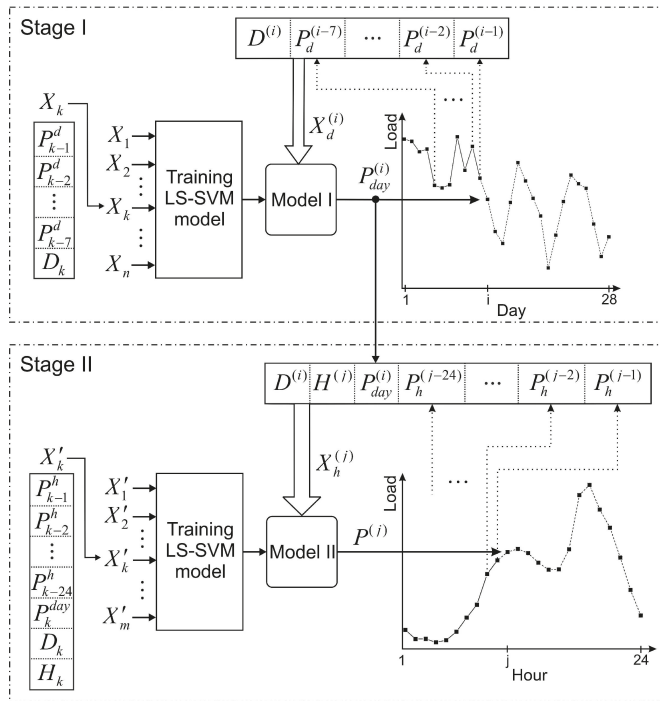 Stage I
D^(i) P_d^(i-7) ··· P_d^(i-2) P_d^(i-1)
X_k
P_{k-1}^d
P_{k-2}^d
⋮
P_{k-7}^d
D_k
X_1
X_2
⋮
X_k
⋮
X_n
Training
LS-SVM
model
X_d^(i)
Model I
P_day^(i)
···
Load
1 i 28
Day
Stage II
D^(i) H^(j) P_day^(i) P_h^(j-24) ··· P_h^(j-2) P_h^(j-1)
X'_k
P_{k-1}^h
P_{k-2}^h
⋮
P_{k-24}^h
P_k^day
D_k
H_k
X'_1
X'_2
⋮
X'_k
⋮
X'_m
Training
LS-SVM
model
X_h^(j)
Model II
P^(j)
···
Load
1 j 24
Hour